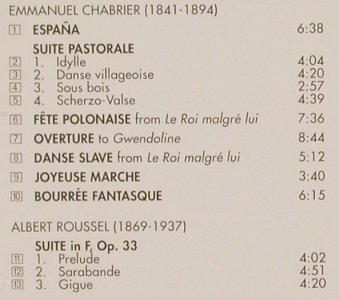 EMMANUEL CHABRIER (1841-1894)
1 ESPAÑA 6:38
SUITE PASTORALE
2 1. Idylle 4:04
3 2. Danse villageoise 4:20
4 3. Sous bois 2:57
5 4. Scherzo-Valse 4:39
6 FÊTE POLONAISE from Le Roi malgré lui 7:36
7 OVERTURE to Gwendoline 8:44
8 DANSE SLAVE from Le Roi malgré lui 5:12
9 JOYEUSE MARCHE 3:40
10 BOURRÉE FANTASQUE 6:15
ALBERT ROUSSEL (1869-1937)
SUITE in F, Op. 33
11 1. Prelude 4:02
12 2. Sarabande 4:51
13 3. Gigue 4:20